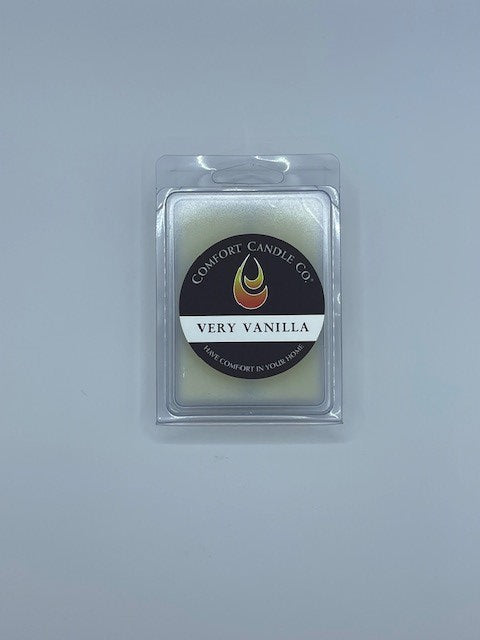 COMFORT CANDLE CO.
VERY VANILLA
HAVE COMFORT IN YOUR HOME